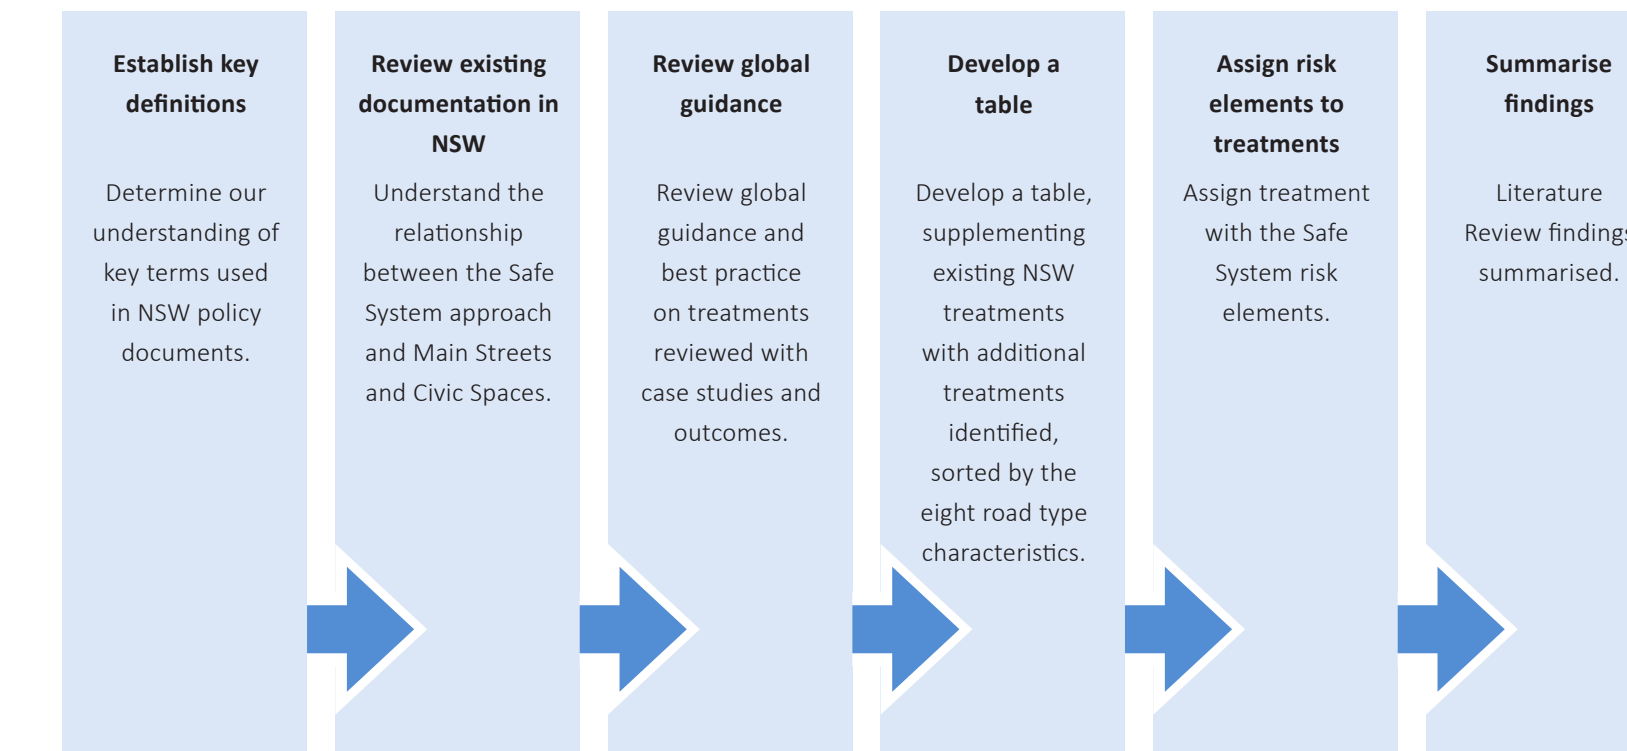 Establish key
definitions
Determine our
understanding of
key terms used
in NSW policy
documents.
Review existing
documentation in
NSW
Understand the
relationship
between the Safe
System approach
and Main Streets
and Civic Spaces.
Review global
guidance
Review global
guidance and
best practice
on treatments
reviewed with
case studies and
outcomes.
Develop a
table
Develop a table,
supplementing
existing NSW
treatments
with additional
treatments
identified,
sorted by the
eight road type
characteristics.
Assign risk
elements to
treatments
Assign treatment
with the Safe
System risk
elements.
Summarise
findings
Literature
Review findings
summarised.